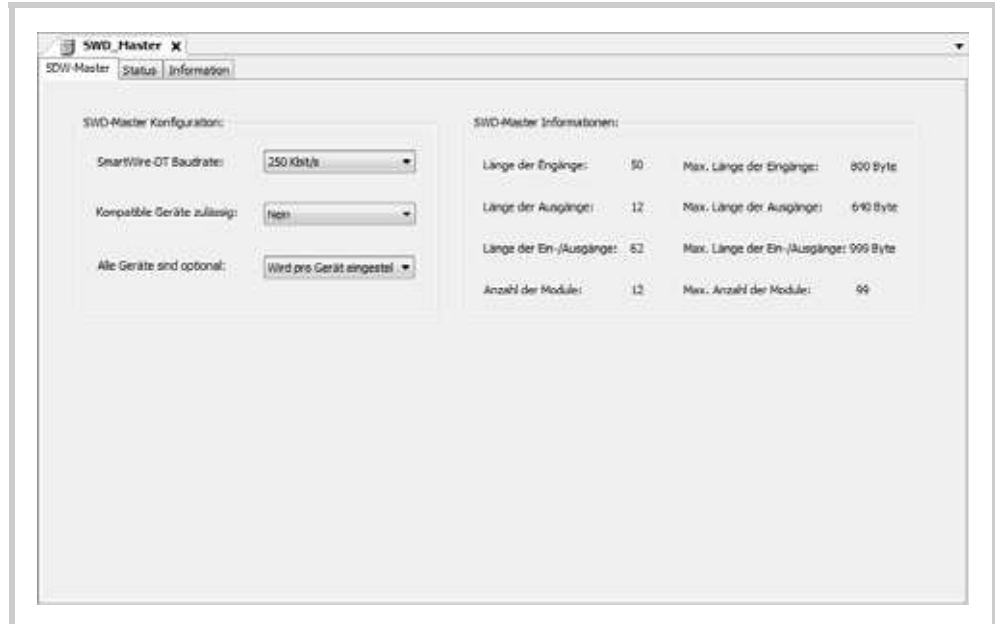 SWD_Master X
SDW-Master Status Information
SWD-Master Konfiguration:
SmartWire-DT Baudrate: 250 Kbit/s
Kompatible Geräte zulässig: Nein
Alle Geräte sind optional: Wird pro Gerät eingestel
SWD-Master Informationen:
Länge der Eingänge: 50 Max. Länge der Eingänge: 800 Byte
Länge der Ausgänge: 12 Max. Länge der Ausgänge: 640 Byte
Länge der Ein-/Ausgänge: 62 Max. Länge der Ein-/Ausgänge: 999 Byte
Anzahl der Module: 12 Max. Anzahl der Module: 99